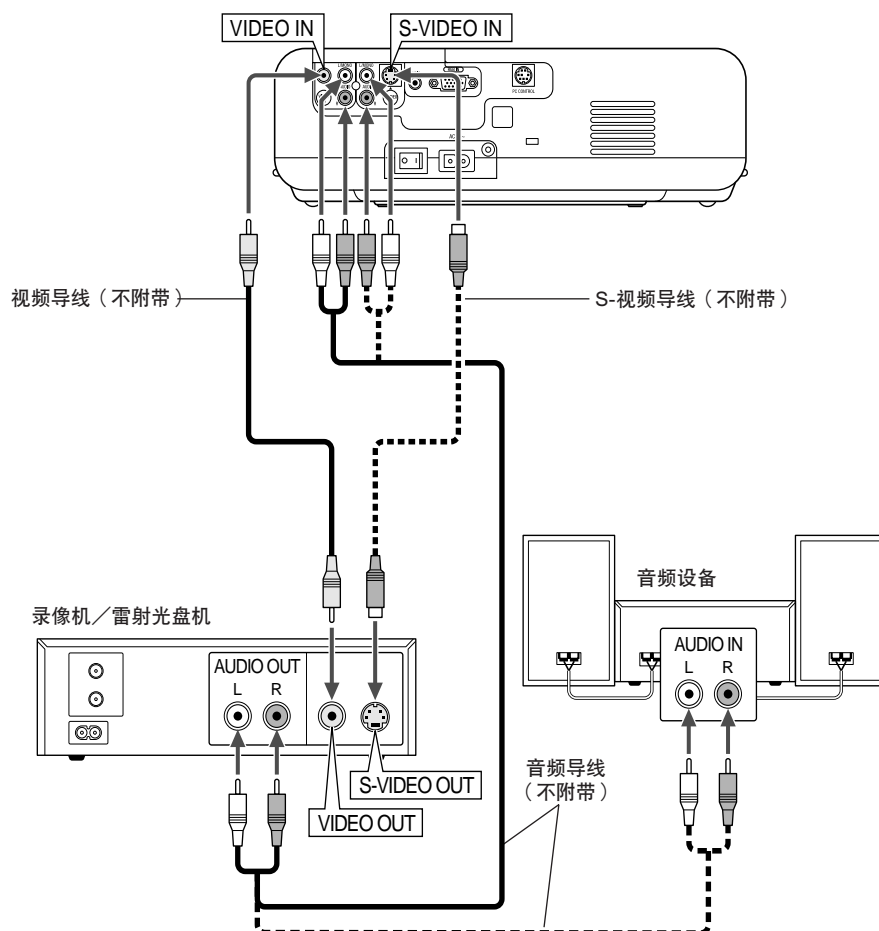 VIDEO IN
S-VIDEO IN
L/MONO
L/MONO
PC CONTROL
视频导线（不附带）
S-视频导线（不附带）
录像机／雷射光盘机
音频设备
AUDIO OUT
L R
AUDIO IN
L R
S-VIDEO OUT
VIDEO OUT
音频导线
（不附带）